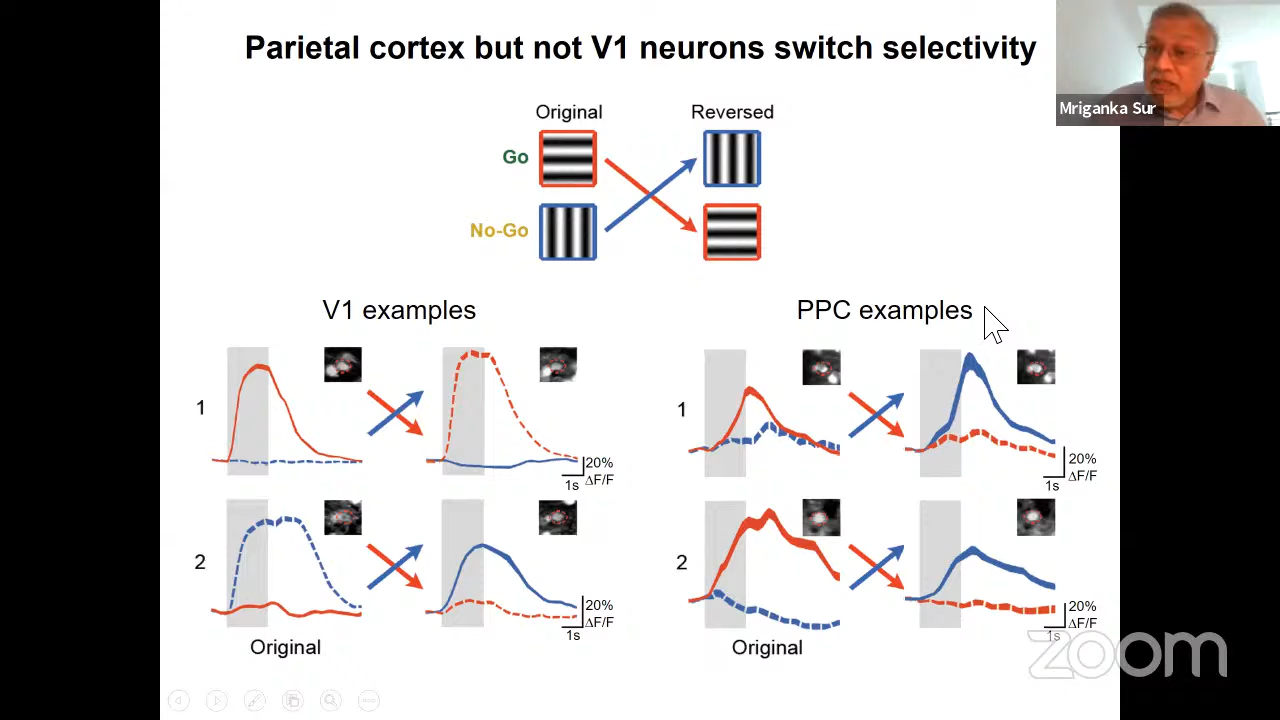 Parietal cortex but not V1 neurons switch selectivity
Mriganka Sur
Original
Reversed
Go
No-Go
V1 examples
PPC examples
1
20%
ΔF/F
1s
1
20%
ΔF/F
1s
2
20%
ΔF/F
1s
2
20%
ΔF/F
1s
Original
Original
zoom